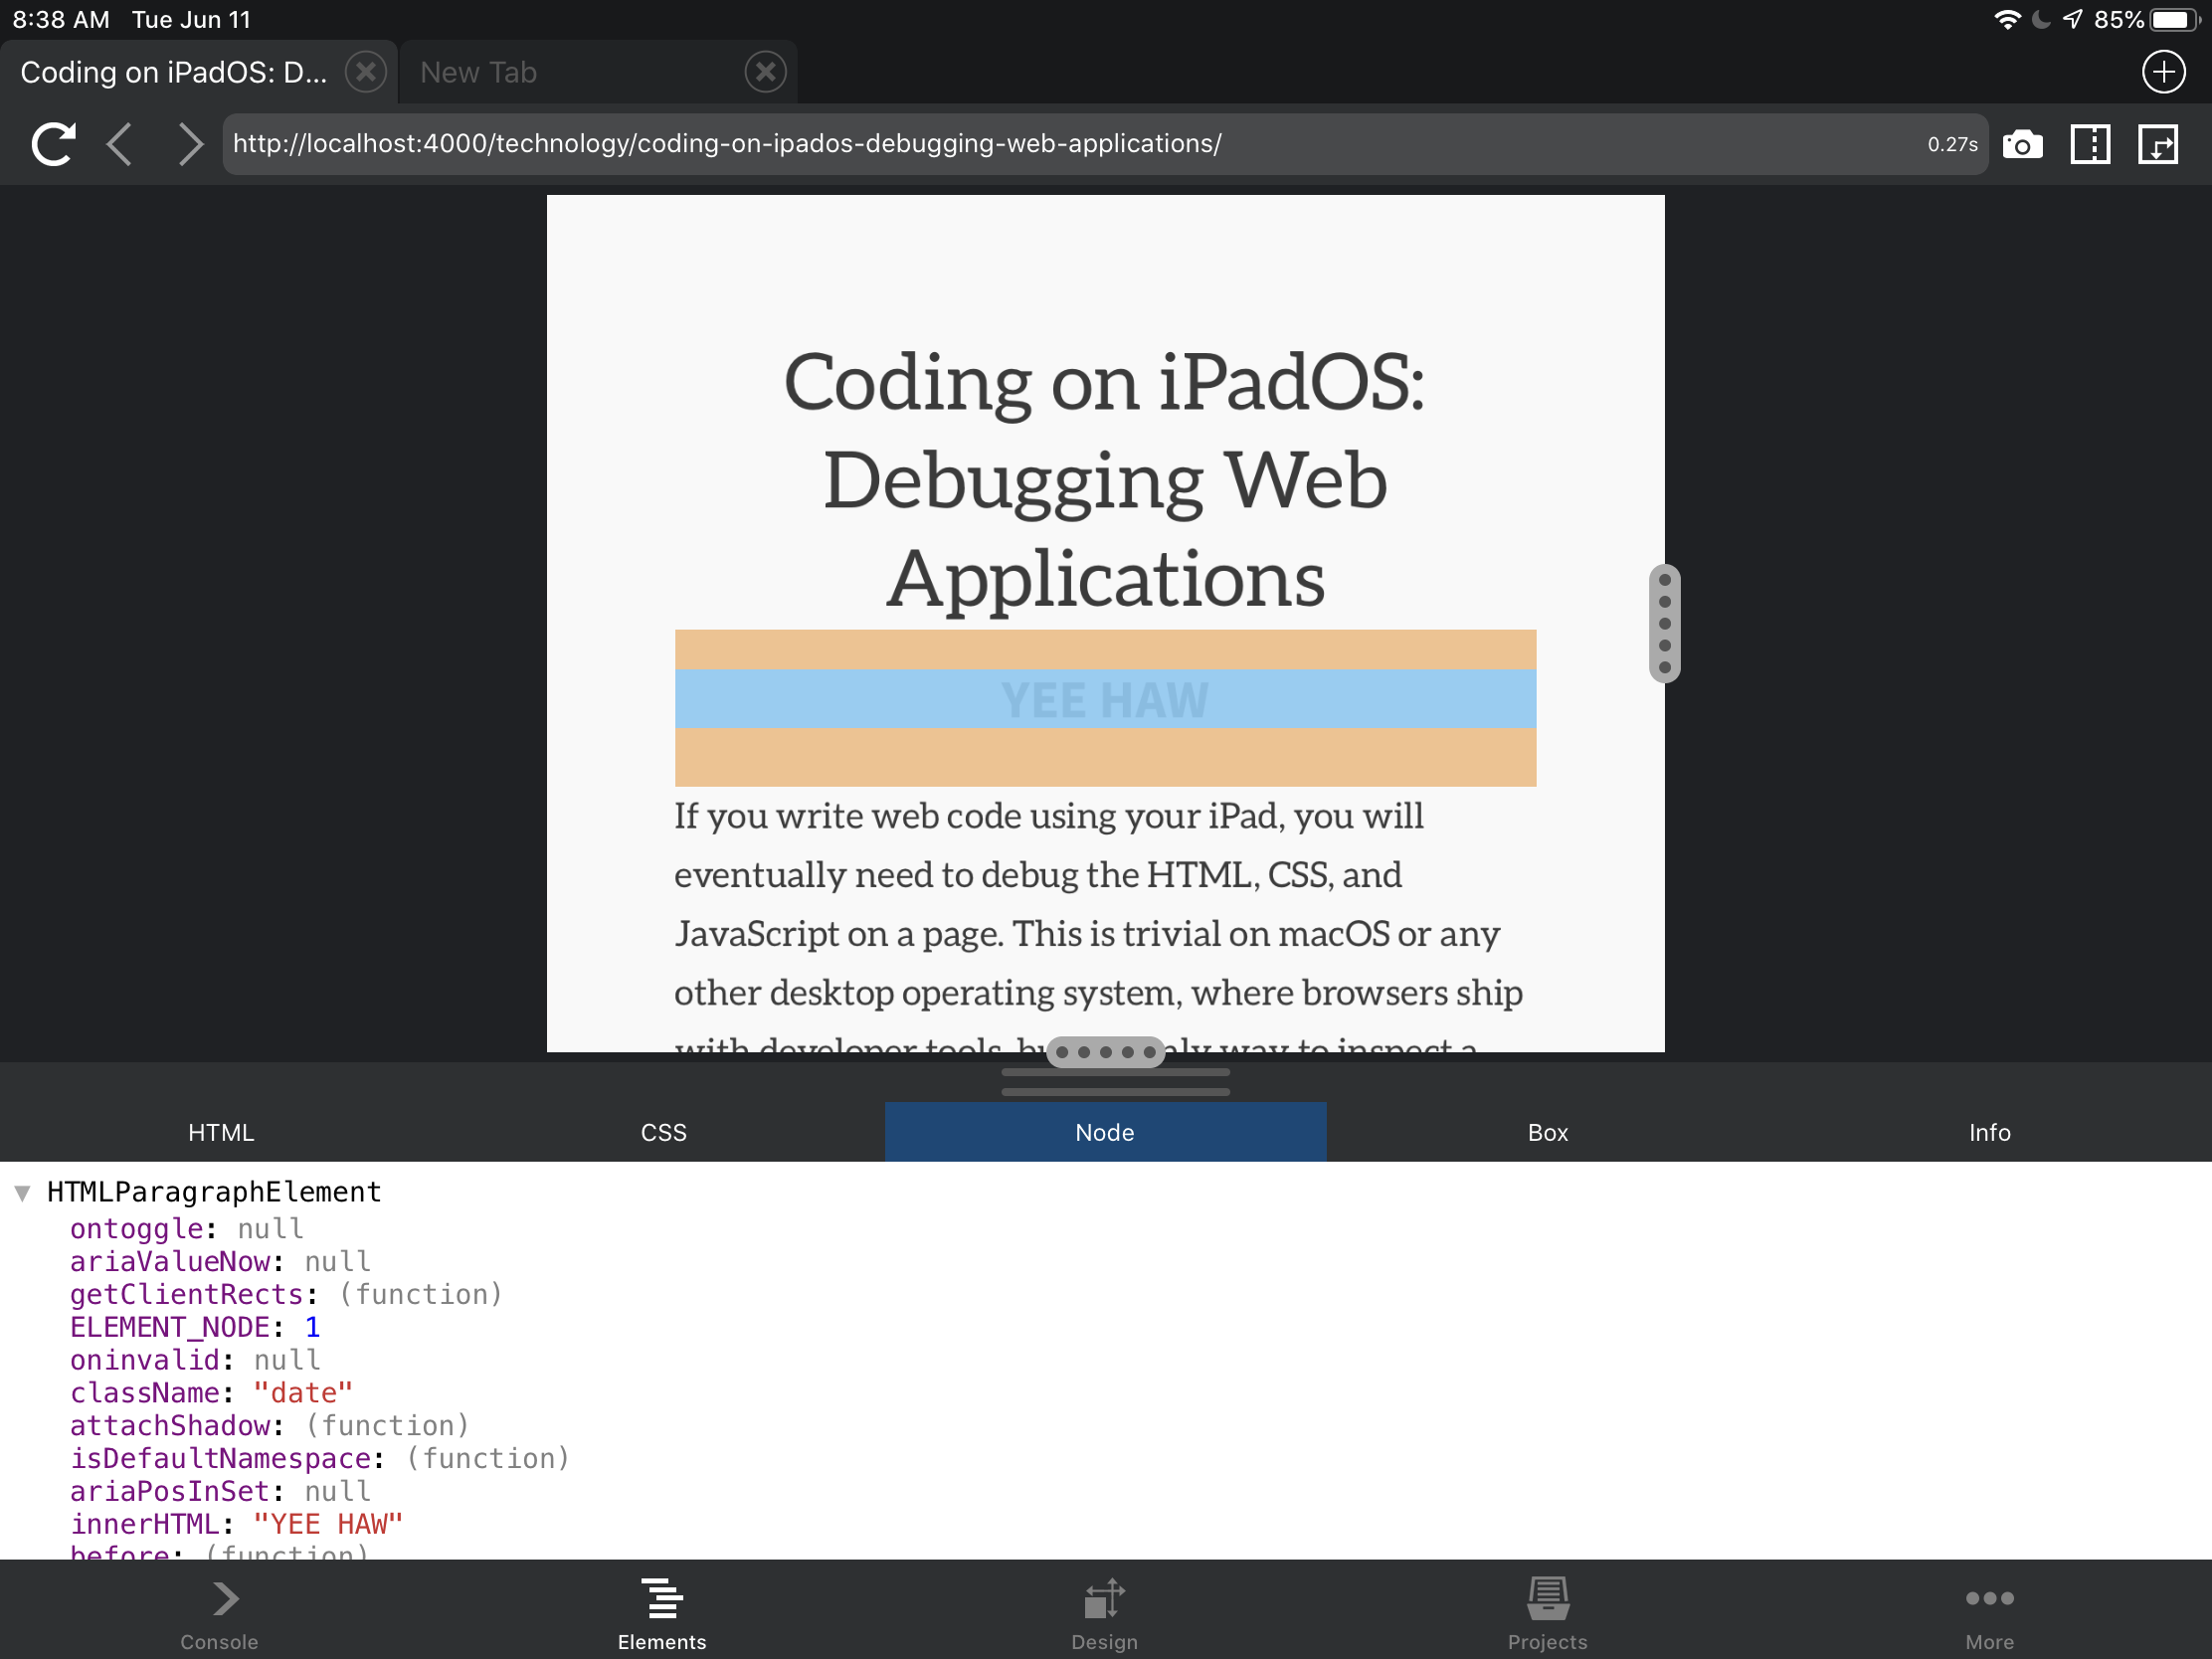 8:38 AM Tue Jun 11
85%
Coding on iPadOS: D...
New Tab
http://localhost:4000/technology/coding-on-ipados-debugging-web-applications/
0.27s
Coding on iPadOS:
Debugging Web
Applications
YEE HAW
If you write web code using your iPad, you will
eventually need to debug the HTML, CSS, and
JavaScript on a page. This is trivial on macOS or any
other desktop operating system, where browsers ship
with developer tools, way to inspect a
HTML CSS Node Box Info
HTMLParagraphElement
ontoggle: null
ariaValueNow: null
getClientRects: (function)
ELEMENT_NODE: 1
oninvalid: null
className: "date"
attachShadow: (function)
isDefaultNamespace: (function)
ariaPosInSet: null
innerHTML: "YEE HAW"
before: (function)
Console Elements Design Projects More